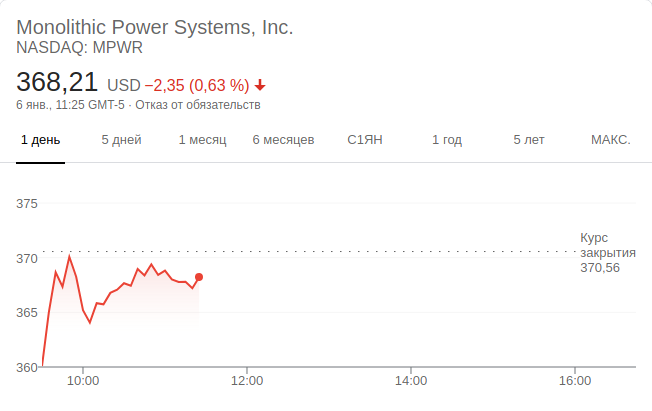 Monolithic Power Systems, Inc.
NASDAQ: MPWR
368,21 USD −2,35 (0,63 %)
6 янв., 11:25 GMT-5 · Отказ от обязательств
1 день 5 дней 1 месяц 6 месяцев С1ЯН 1 год 5 лет МАКС.
375
370
365
360
Курс
закрытия
370,56
10:00 12:00 14:00 16:00